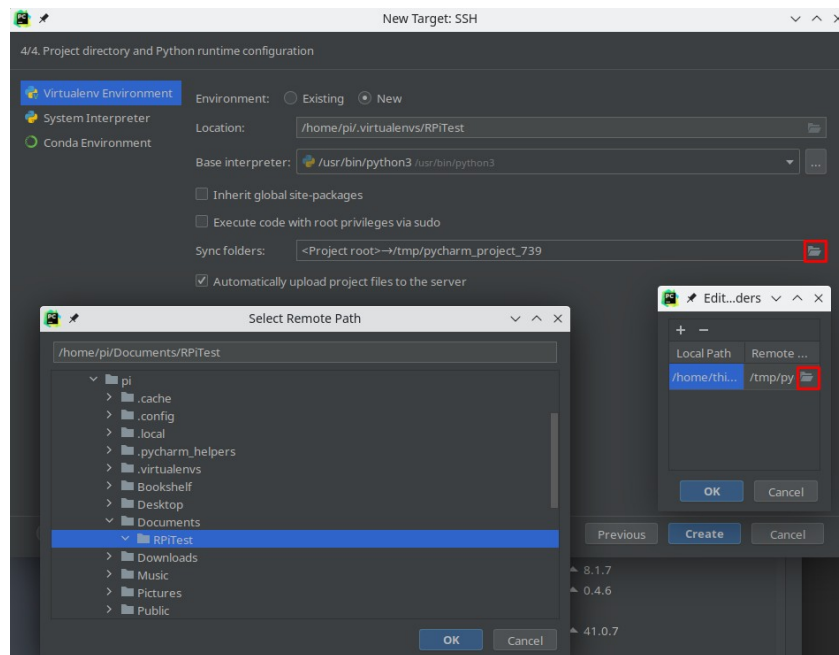 New Target: SSH
4/4. Project directory and Python runtime configuration
Virtualenv Environment
System Interpreter
Conda Environment
Environment: Existing New
Location: /home/pi/.virtualenvs/RPiTest
Base interpreter: /usr/bin/python3 /usr/bin/python3 ...
Inherit global site-packages
Execute code with root privileges via sudo
Sync folders: <Project root>→/tmp/pycharm_project_739
Automatically upload project files to the server
Select Remote Path
/home/pi/Documents/RPiTest
pi
.cache
.config
.local
.pycharm_helpers
.virtualenvs
Bookshelf
Desktop
Documents
RPiTest
Downloads
Music
Pictures
Public
OK Cancel
Edit...ders
+ −
Local Path Remote ...
/home/thi... /tmp/py
OK Cancel
Previous Create Cancel
8.1.7
0.4.6
41.0.7